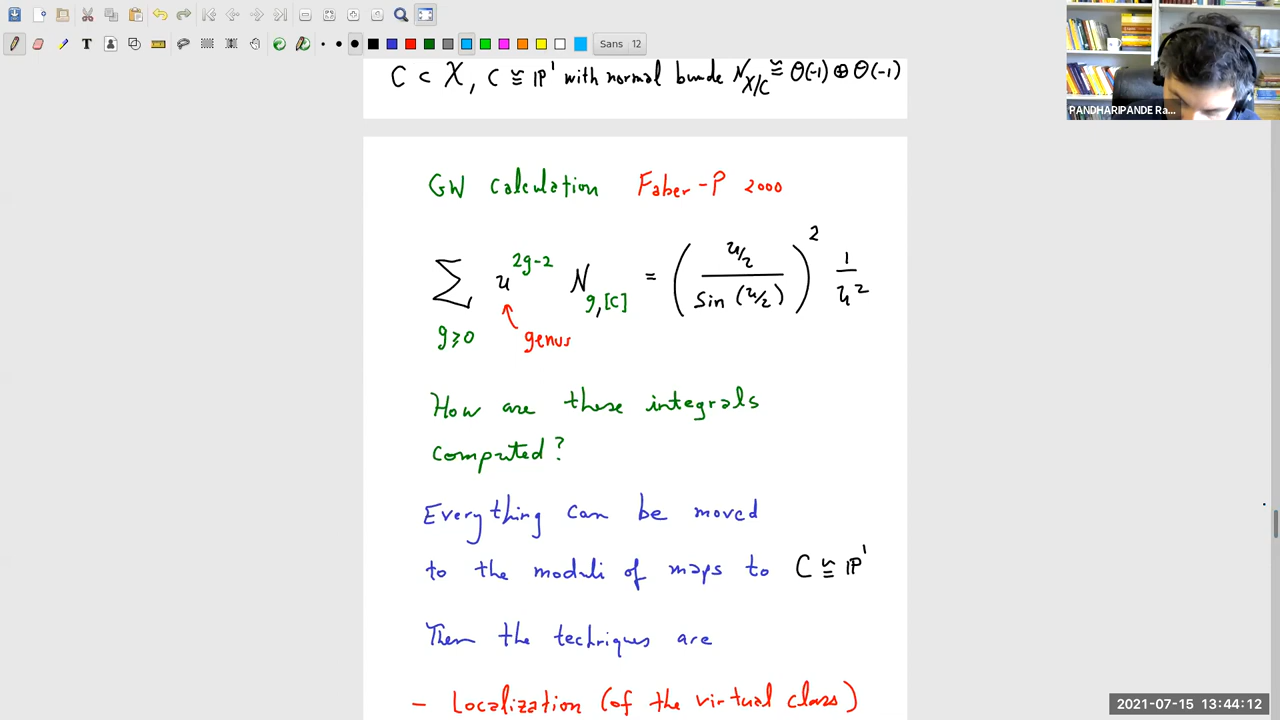 Sans 12
PANDHARIPANDE Ra...
C ⊂ X, C ≅ ℙ¹ with normal bundle N_{X/C} ≅ O(-1) ⊕ O(-1)
GW calculation Faber-P 2000
∑_{g≥0} u^{2g-2} N_{g,[C]} = ( (u/2) / sin(u/2) )² 1/u²
genus
How are these integrals
computed?
Everything can be moved
to the moduli of maps to C ≅ ℙ¹
Then the techniques are
- Localization (of the virtual class)
2021-07-15 13:44:12